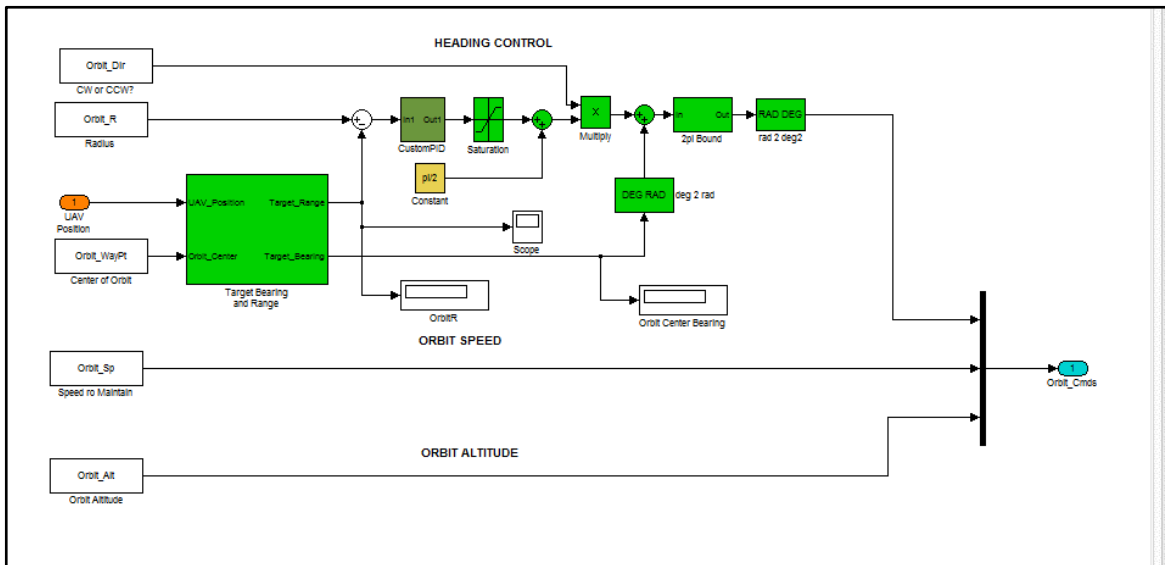 HEADING CONTROL
Orbit_Dir
CW or CCW?
Orbit_R
Radius
In1 Out1
CustomPID
Saturation
X
Multiply
In Out
2pi Bound
RAD DEG
rad 2 deg2
pi/2
Constant
DEG RAD
deg 2 rad
1
UAV
Position
Orbit_WayPt
Center of Orbit
UAV_Position Target_Range
Orbit_Center Target_Bearing
Target Bearing
and Range
Scope
OrbitR
Orbit Center Bearing
ORBIT SPEED
Orbit_Sp
Speed ro Maintain
1
Orbit_Cmds
ORBIT ALTITUDE
Orbit_Alt
Orbit Altitude